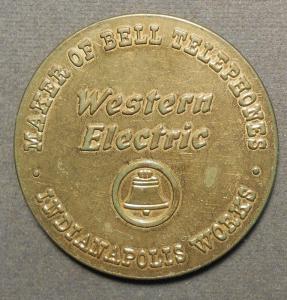 MAKER OF BELL TELEPHONES
Western
Electric
· INDIANAPOLIS WORKS ·